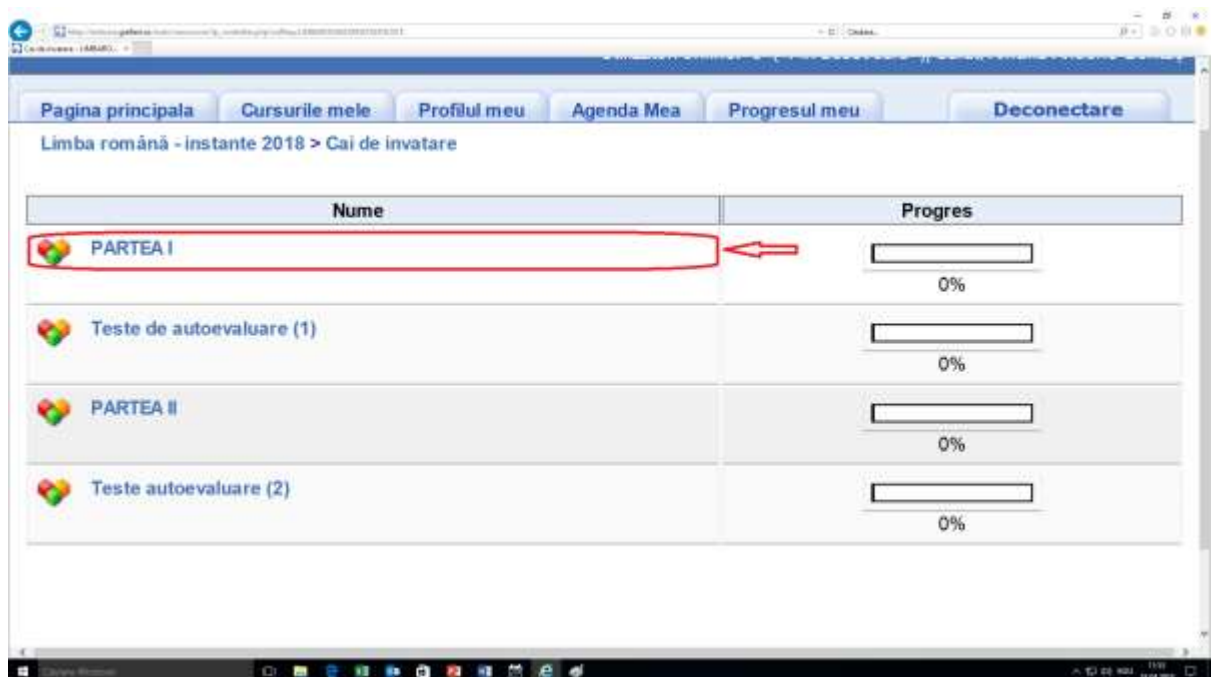 Pagina principala Cursurile mele Profilul meu Agenda Mea Progresul meu Deconectare
Limba română - instante 2018 > Cai de invatare
Nume Progres
PARTEA I
0%
Teste de autoevaluare (1)
0%
PARTEA II
0%
Teste autoevaluare (2)
0%